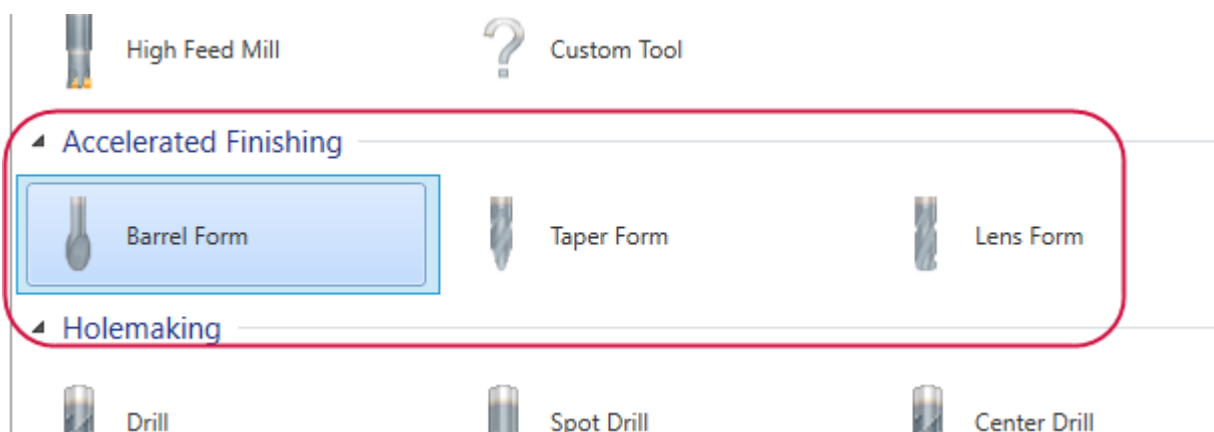 High Feed Mill Custom Tool
Accelerated Finishing
Barrel Form Taper Form Lens Form
Holemaking
Drill Spot Drill Center Drill